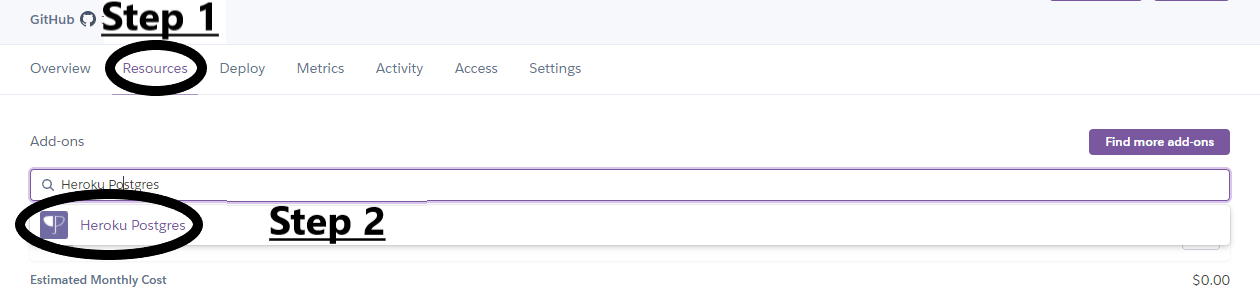 GitHub Step 1
Overview Resources Deploy Metrics Activity Access Settings
Add-ons
Find more add-ons
Heroku Postgres
Heroku Postgres Step 2
Estimated Monthly Cost $0.00